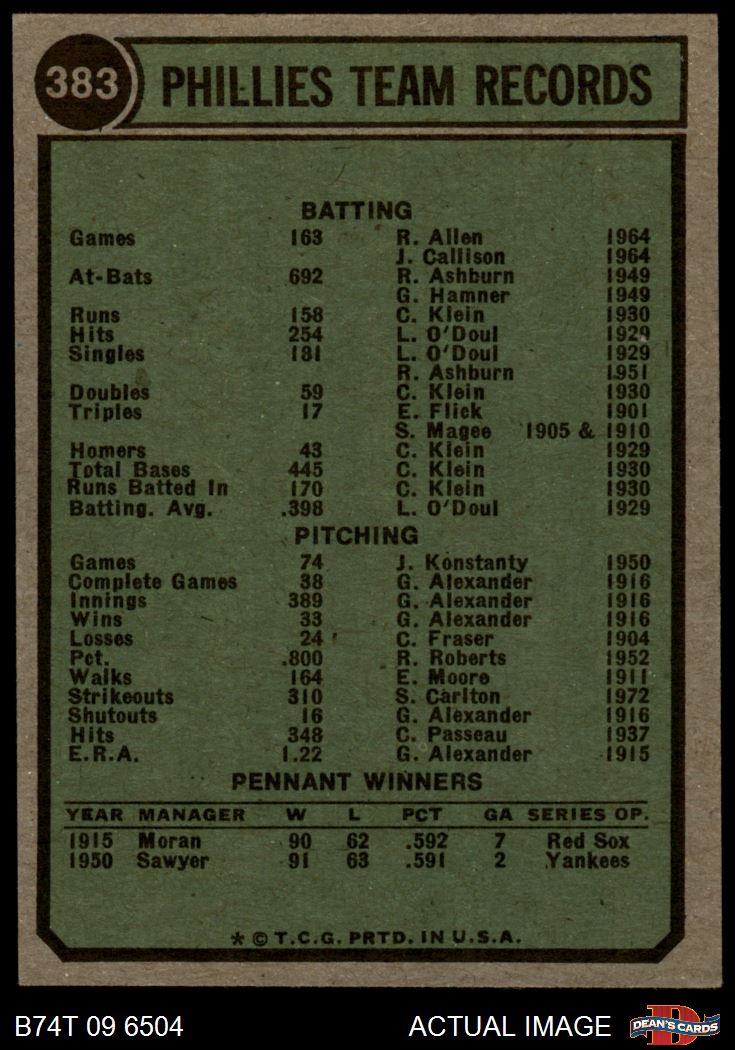 383 PHILLIES TEAM RECORDS
BATTING
Games 163 R. Allen 1964
J. Callison 1964
At-Bats 692 R. Ashburn 1949
G. Hamner 1949
Runs 158 C. Klein 1930
Hits 254 L. O'Doul 1929
Singles 181 L. O'Doul 1929
R. Ashburn 1951
Doubles 59 C. Klein 1930
Triples 17 E. Flick 1901
S. Magee 1905 & 1910
Homers 43 C. Klein 1929
Total Bases 445 C. Klein 1930
Runs Batted In 170 C. Klein 1930
Batting. Avg. .398 L. O'Doul 1929
PITCHING
Games 74 J. Konstanty 1950
Complete Games 38 G. Alexander 1916
Innings 389 G. Alexander 1916
Wins 33 G. Alexander 1916
Losses 24 C. Fraser 1904
Pct. .800 R. Roberts 1952
Walks 164 E. Moore 1911
Strikeouts 310 S. Carlton 1972
Shutouts 16 G. Alexander 1916
Hits 348 C. Passeau 1937
E.R.A. 1.22 G. Alexander 1915
PENNANT WINNERS
YEAR MANAGER W L PCT GA SERIES OP.
1915 Moran 90 62 .592 7 Red Sox
1950 Sawyer 91 63 .591 2 Yankees
* © T.C.G. PRTD. IN U.S.A.
B74T 09 6504 ACTUAL IMAGE D DEAN'S CARDS